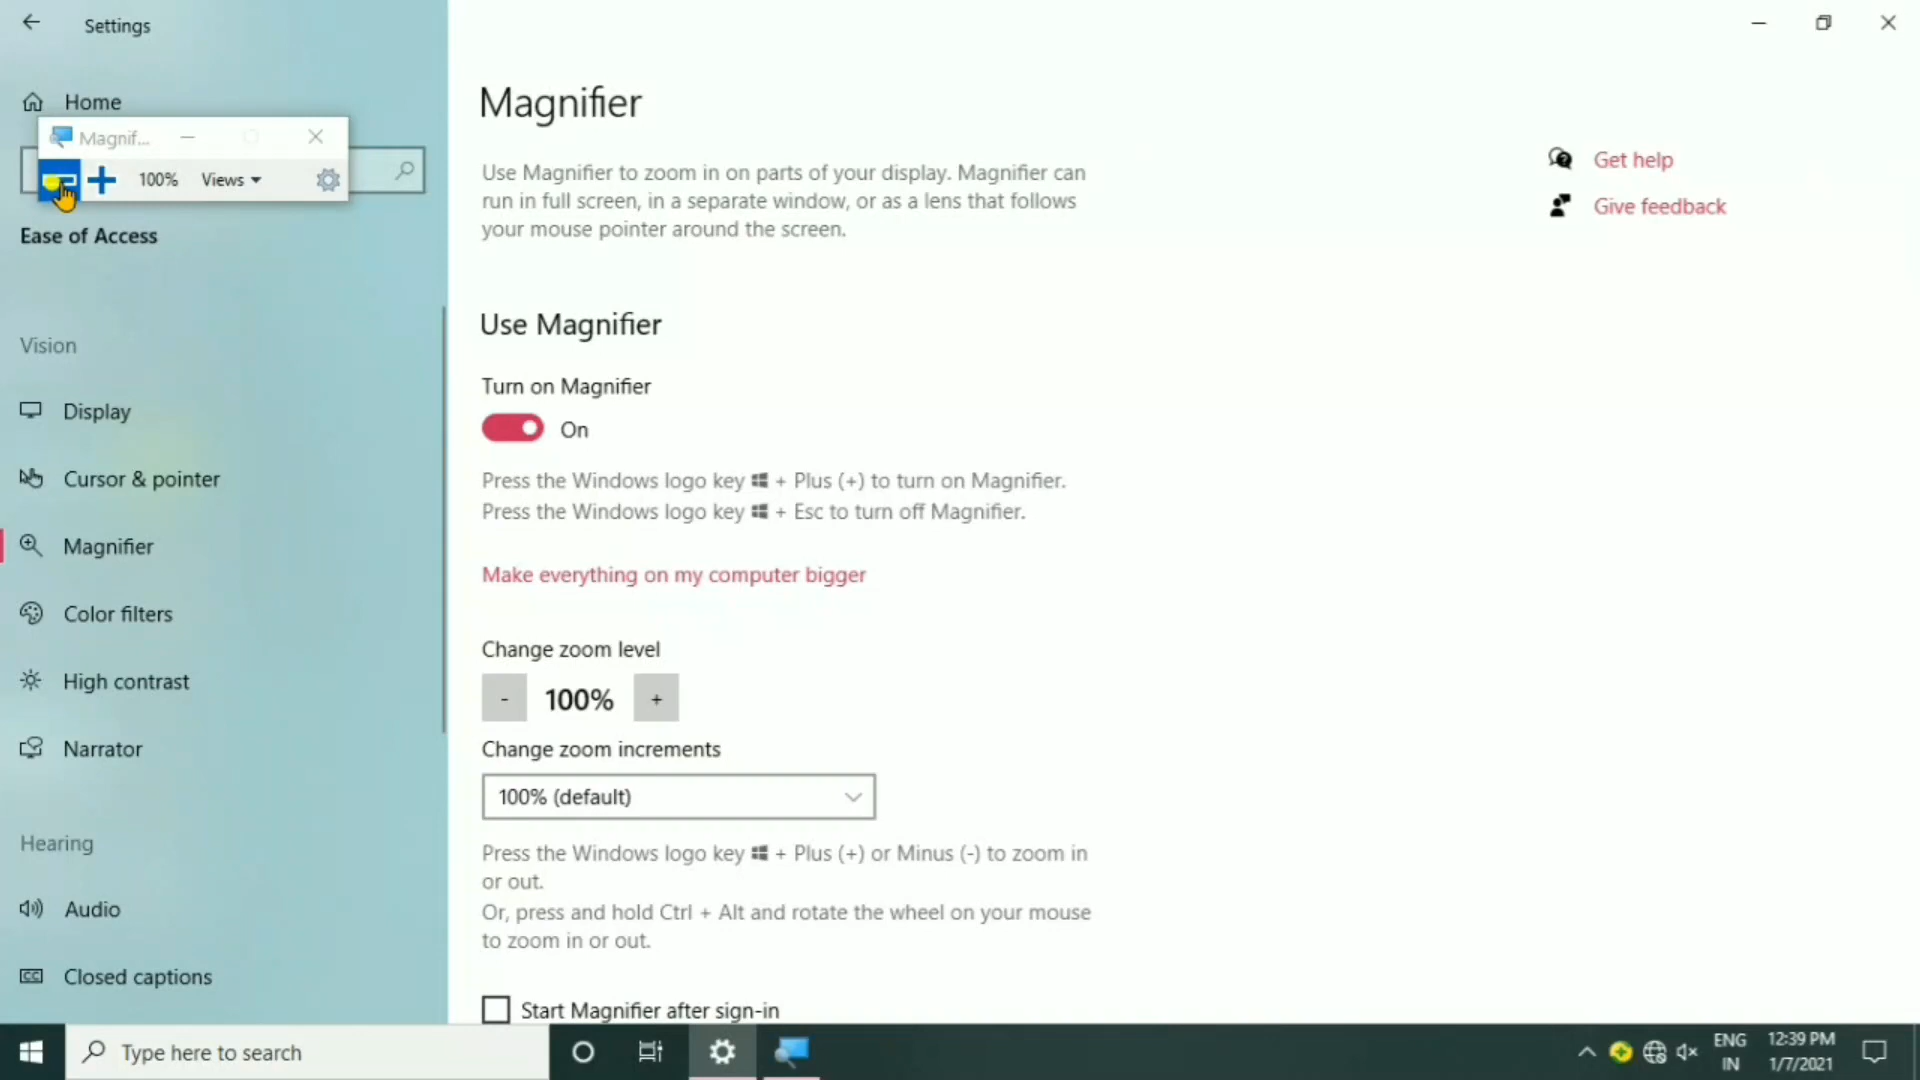 Settings
Home
Magnif...
100% Views
Ease of Access
Vision
Display
Cursor & pointer
Magnifier
Color filters
High contrast
Narrator
Hearing
Audio
Closed captions
Magnifier
Use Magnifier to zoom in on parts of your display. Magnifier can
run in full screen, in a separate window, or as a lens that follows
your mouse pointer around the screen.
Use Magnifier
Turn on Magnifier
On
Press the Windows logo key + Plus (+) to turn on Magnifier.
Press the Windows logo key + Esc to turn off Magnifier.
Make everything on my computer bigger
Change zoom level
- 100% +
Change zoom increments
100% (default)
Press the Windows logo key + Plus (+) or Minus (-) to zoom in
or out.
Or, press and hold Ctrl + Alt and rotate the wheel on your mouse
to zoom in or out.
Start Magnifier after sign-in
Get help
Give feedback
Type here to search
ENG
IN
12:39 PM
1/7/2021